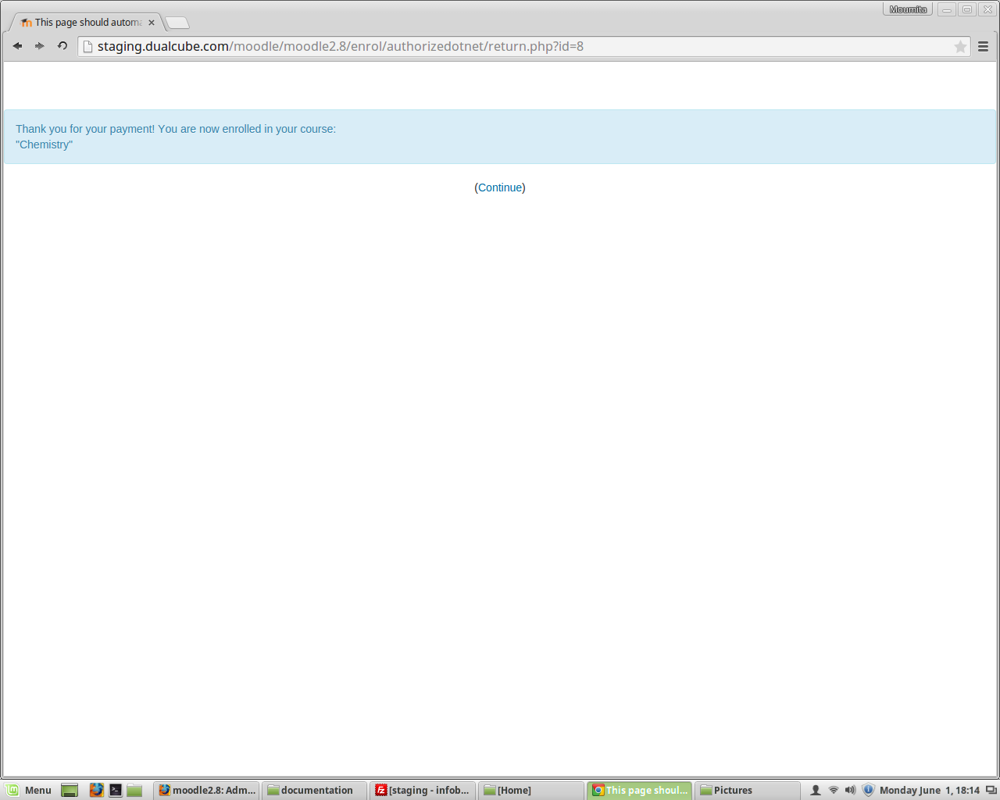 Moumita
This page should automa
staging.dualcube.com/moodle/moodle2.8/enrol/authorizedotnet/return.php?id=8
Thank you for your payment! You are now enrolled in your course:
"Chemistry"
(Continue)
Menu
moodle2.8: Adm...
documentation
[staging - infob...
[Home]
This page shoul...
Pictures
Monday June 1, 18:14